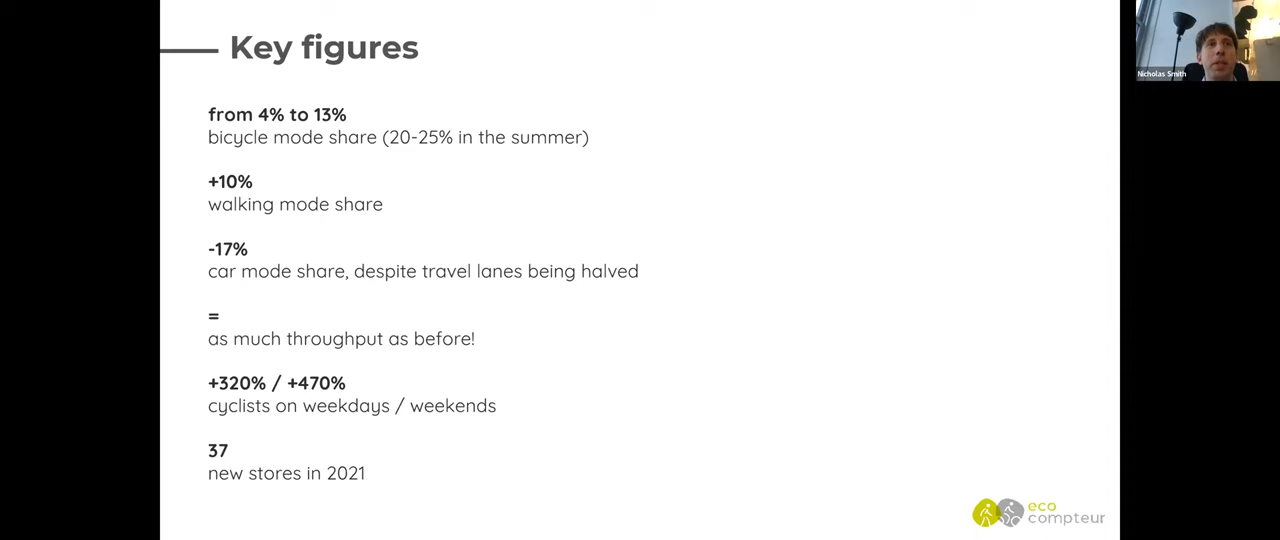 Key figures
Nicholas Smith
from 4% to 13%
bicycle mode share (20-25% in the summer)
+10%
walking mode share
-17%
car mode share, despite travel lanes being halved
=
as much throughput as before!
+320% / +470%
cyclists on weekdays / weekends
37
new stores in 2021
eco
compteur